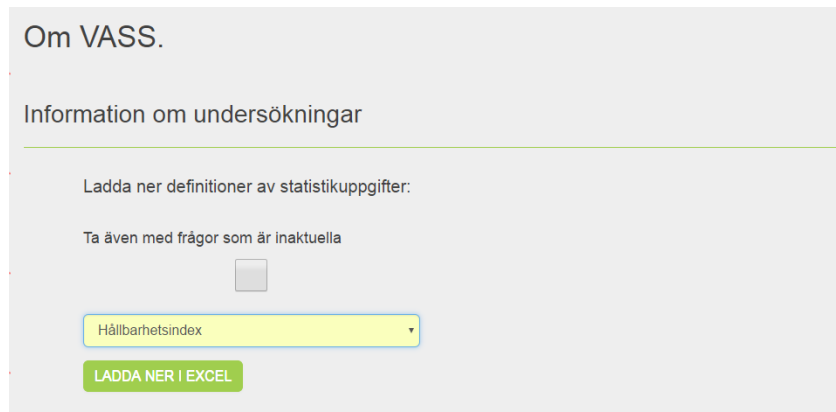 Om VASS.
Information om undersökningar
Ladda ner definitioner av statistikuppgifter:
Ta även med frågor som är inaktuella
Hållbarhetsindex
LADDA NER I EXCEL